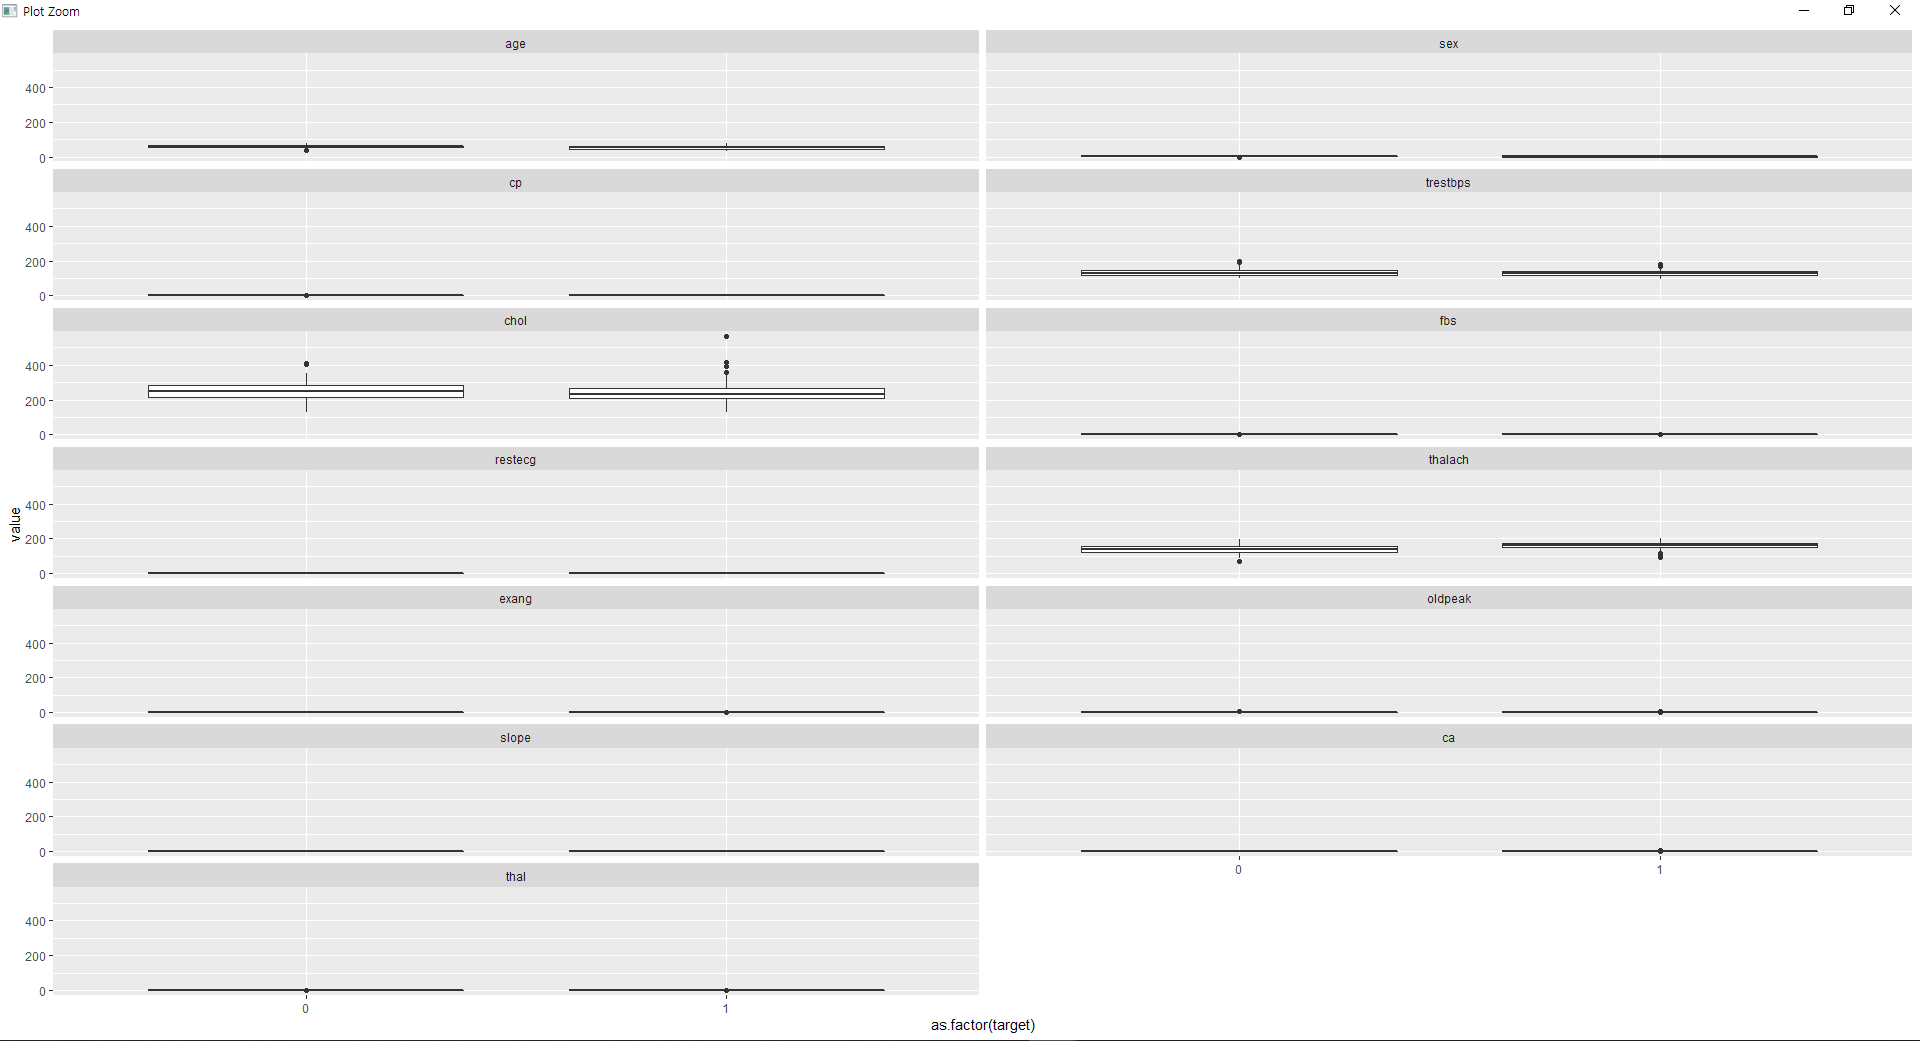 Plot Zoom
age
sex
400
200
0
cp
trestbps
400
200
0
chol
fbs
400
200
0
restecg
thalach
400
200
0
value
exang
oldpeak
400
200
0
slope
ca
400
200
0
0 1
thal
400
200
0
0 1
as.factor(target)